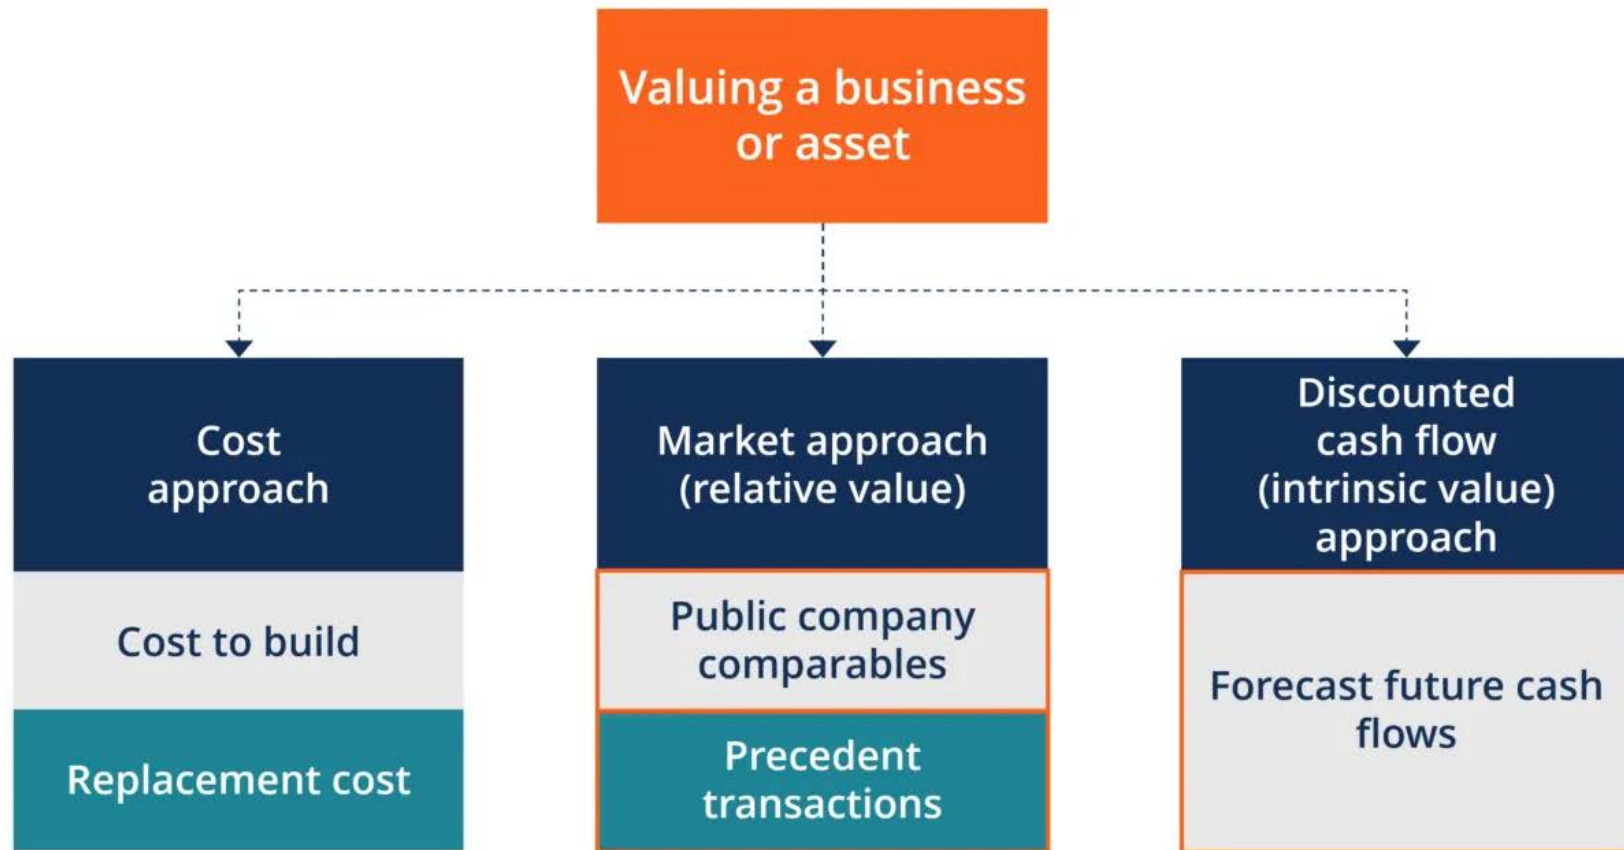 Valuing a business
or asset
Cost
approach
Cost to build
Replacement cost
Market approach
(relative value)
Public company
comparables
Precedent
transactions
Discounted
cash flow
(intrinsic value)
approach
Forecast future cash
flows